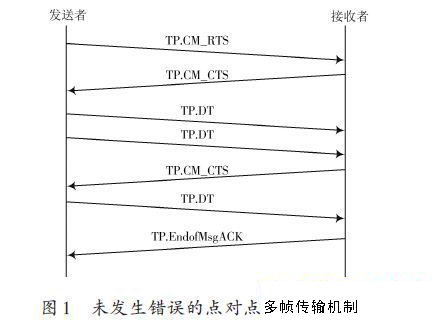 发送者 接收者
TP.CM_RTS
TP.CM_CTS
TP.DT
TP.DT
TP.CM_CTS
TP.DT
TP.EndofMsgACK
图1 未发生错误的点对点多帧传输机制